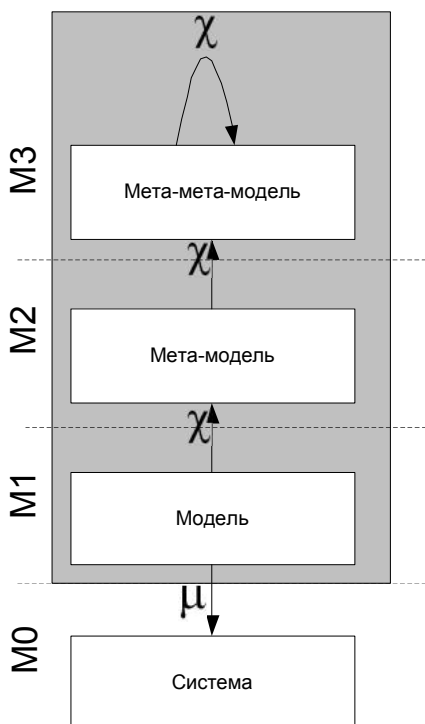 χ
M3
Мета-мета-модель
χ
M2
Мета-модель
χ
M1
Модель
μ
M0
Система